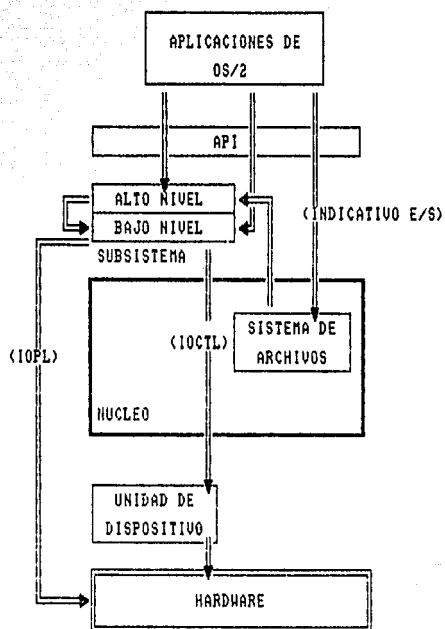 APLICACIONES DE
OS/2
API
ALTO NIVEL
BAJO NIVEL
(INDICATIVO E/S)
SUBSISTEMA
SISTEMA DE
ARCHIVOS
(IOPL)
(IOCTL)
NUCLEO
UNIDAD DE
DISPOSITIVO
HARDWARE